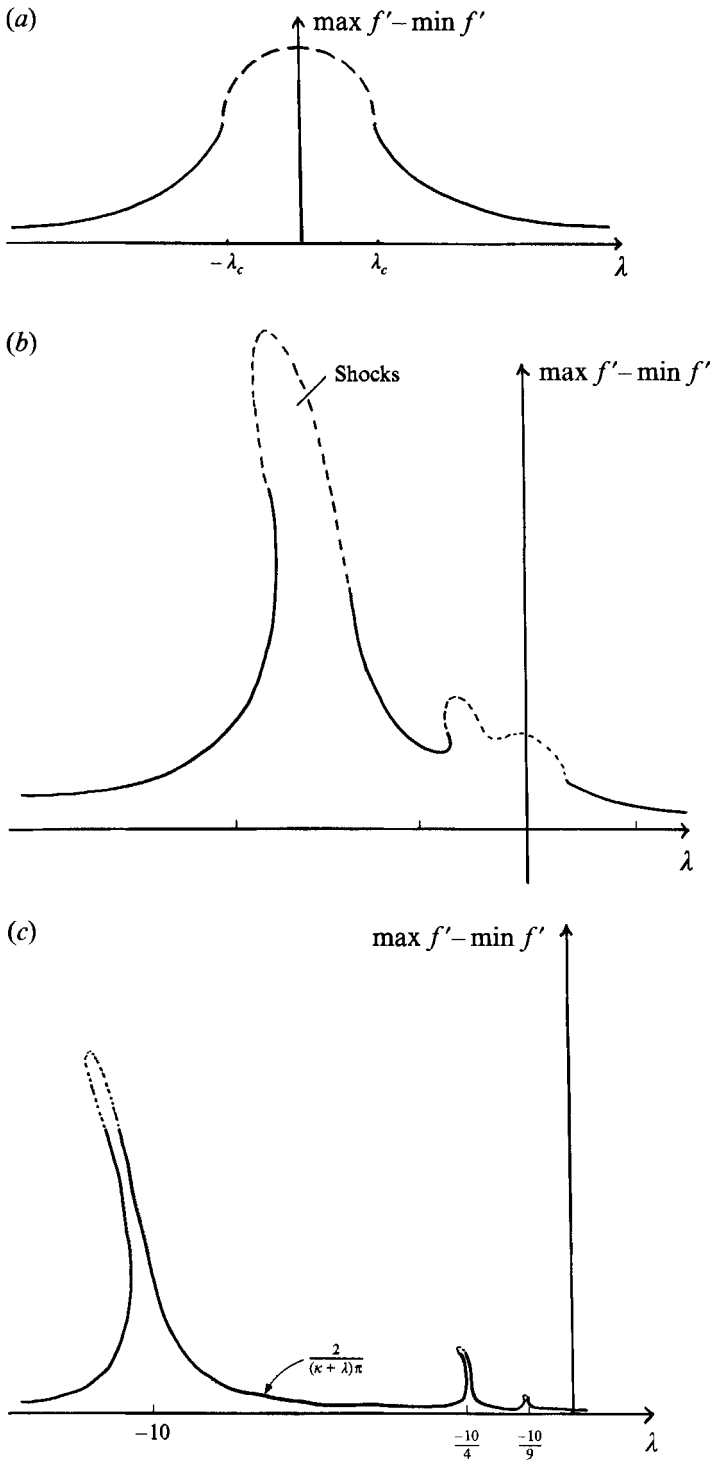 (a)
max f′– min f′
– λc
λc
λ
(b)
Shocks
max f′– min f′
λ
(c)
max f′– min f′
2
(κ + λ)π
–10
–10
4
–10
9
λ